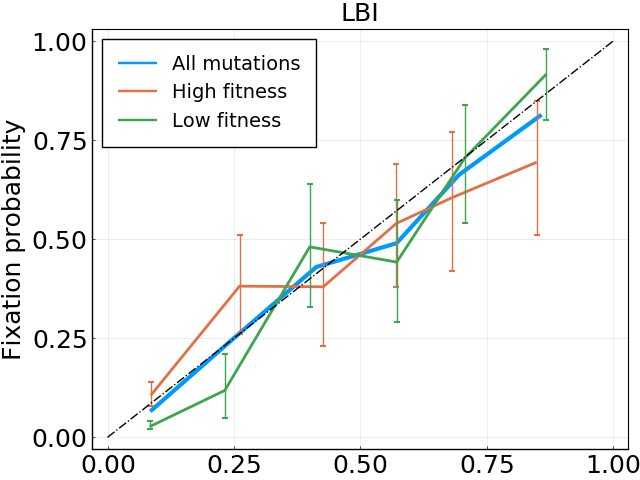 LBI
1.00
0.75
0.50
0.25
0.00
Fixation probability
All mutations
High fitness
Low fitness
0.00 0.25 0.50 0.75 1.00